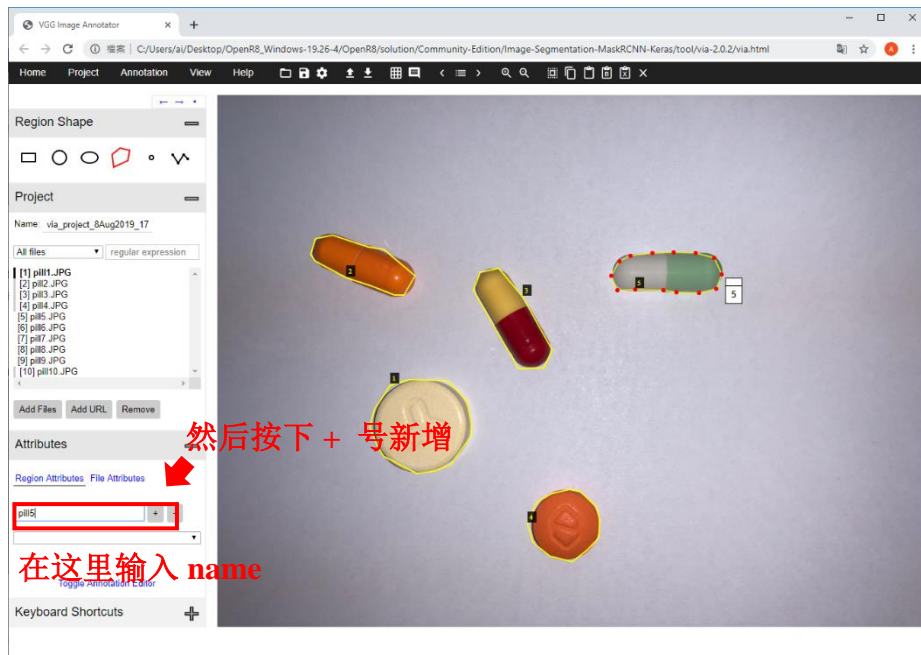 VGG Image Annotator
C:/Users/ai/Desktop/OpenR8_Windows-19.26-4/OpenR8/solution/Community-Edition/Image-Segmentation-MaskRCNN-Keras/tool/via-2.0.2/via.html
Home Project Annotation View Help
Region Shape
Project
Name: via_project_8Aug2019_17
All files regular expression
[1] pill1.JPG
[2] pill2.JPG
[3] pill3.JPG
[4] pill4.JPG
[5] pill5.JPG
[6] pill6.JPG
[7] pill7.JPG
[8] pill8.JPG
[9] pill9.JPG
[10] pill10.JPG
Add Files Add URL Remove
Attributes
然后按下 + 号新增
Region Attributes File Attributes
pill5 + -
在这里输入 name
Toggle Annotation Editor
Keyboard Shortcuts
2
3
5
5
1
4